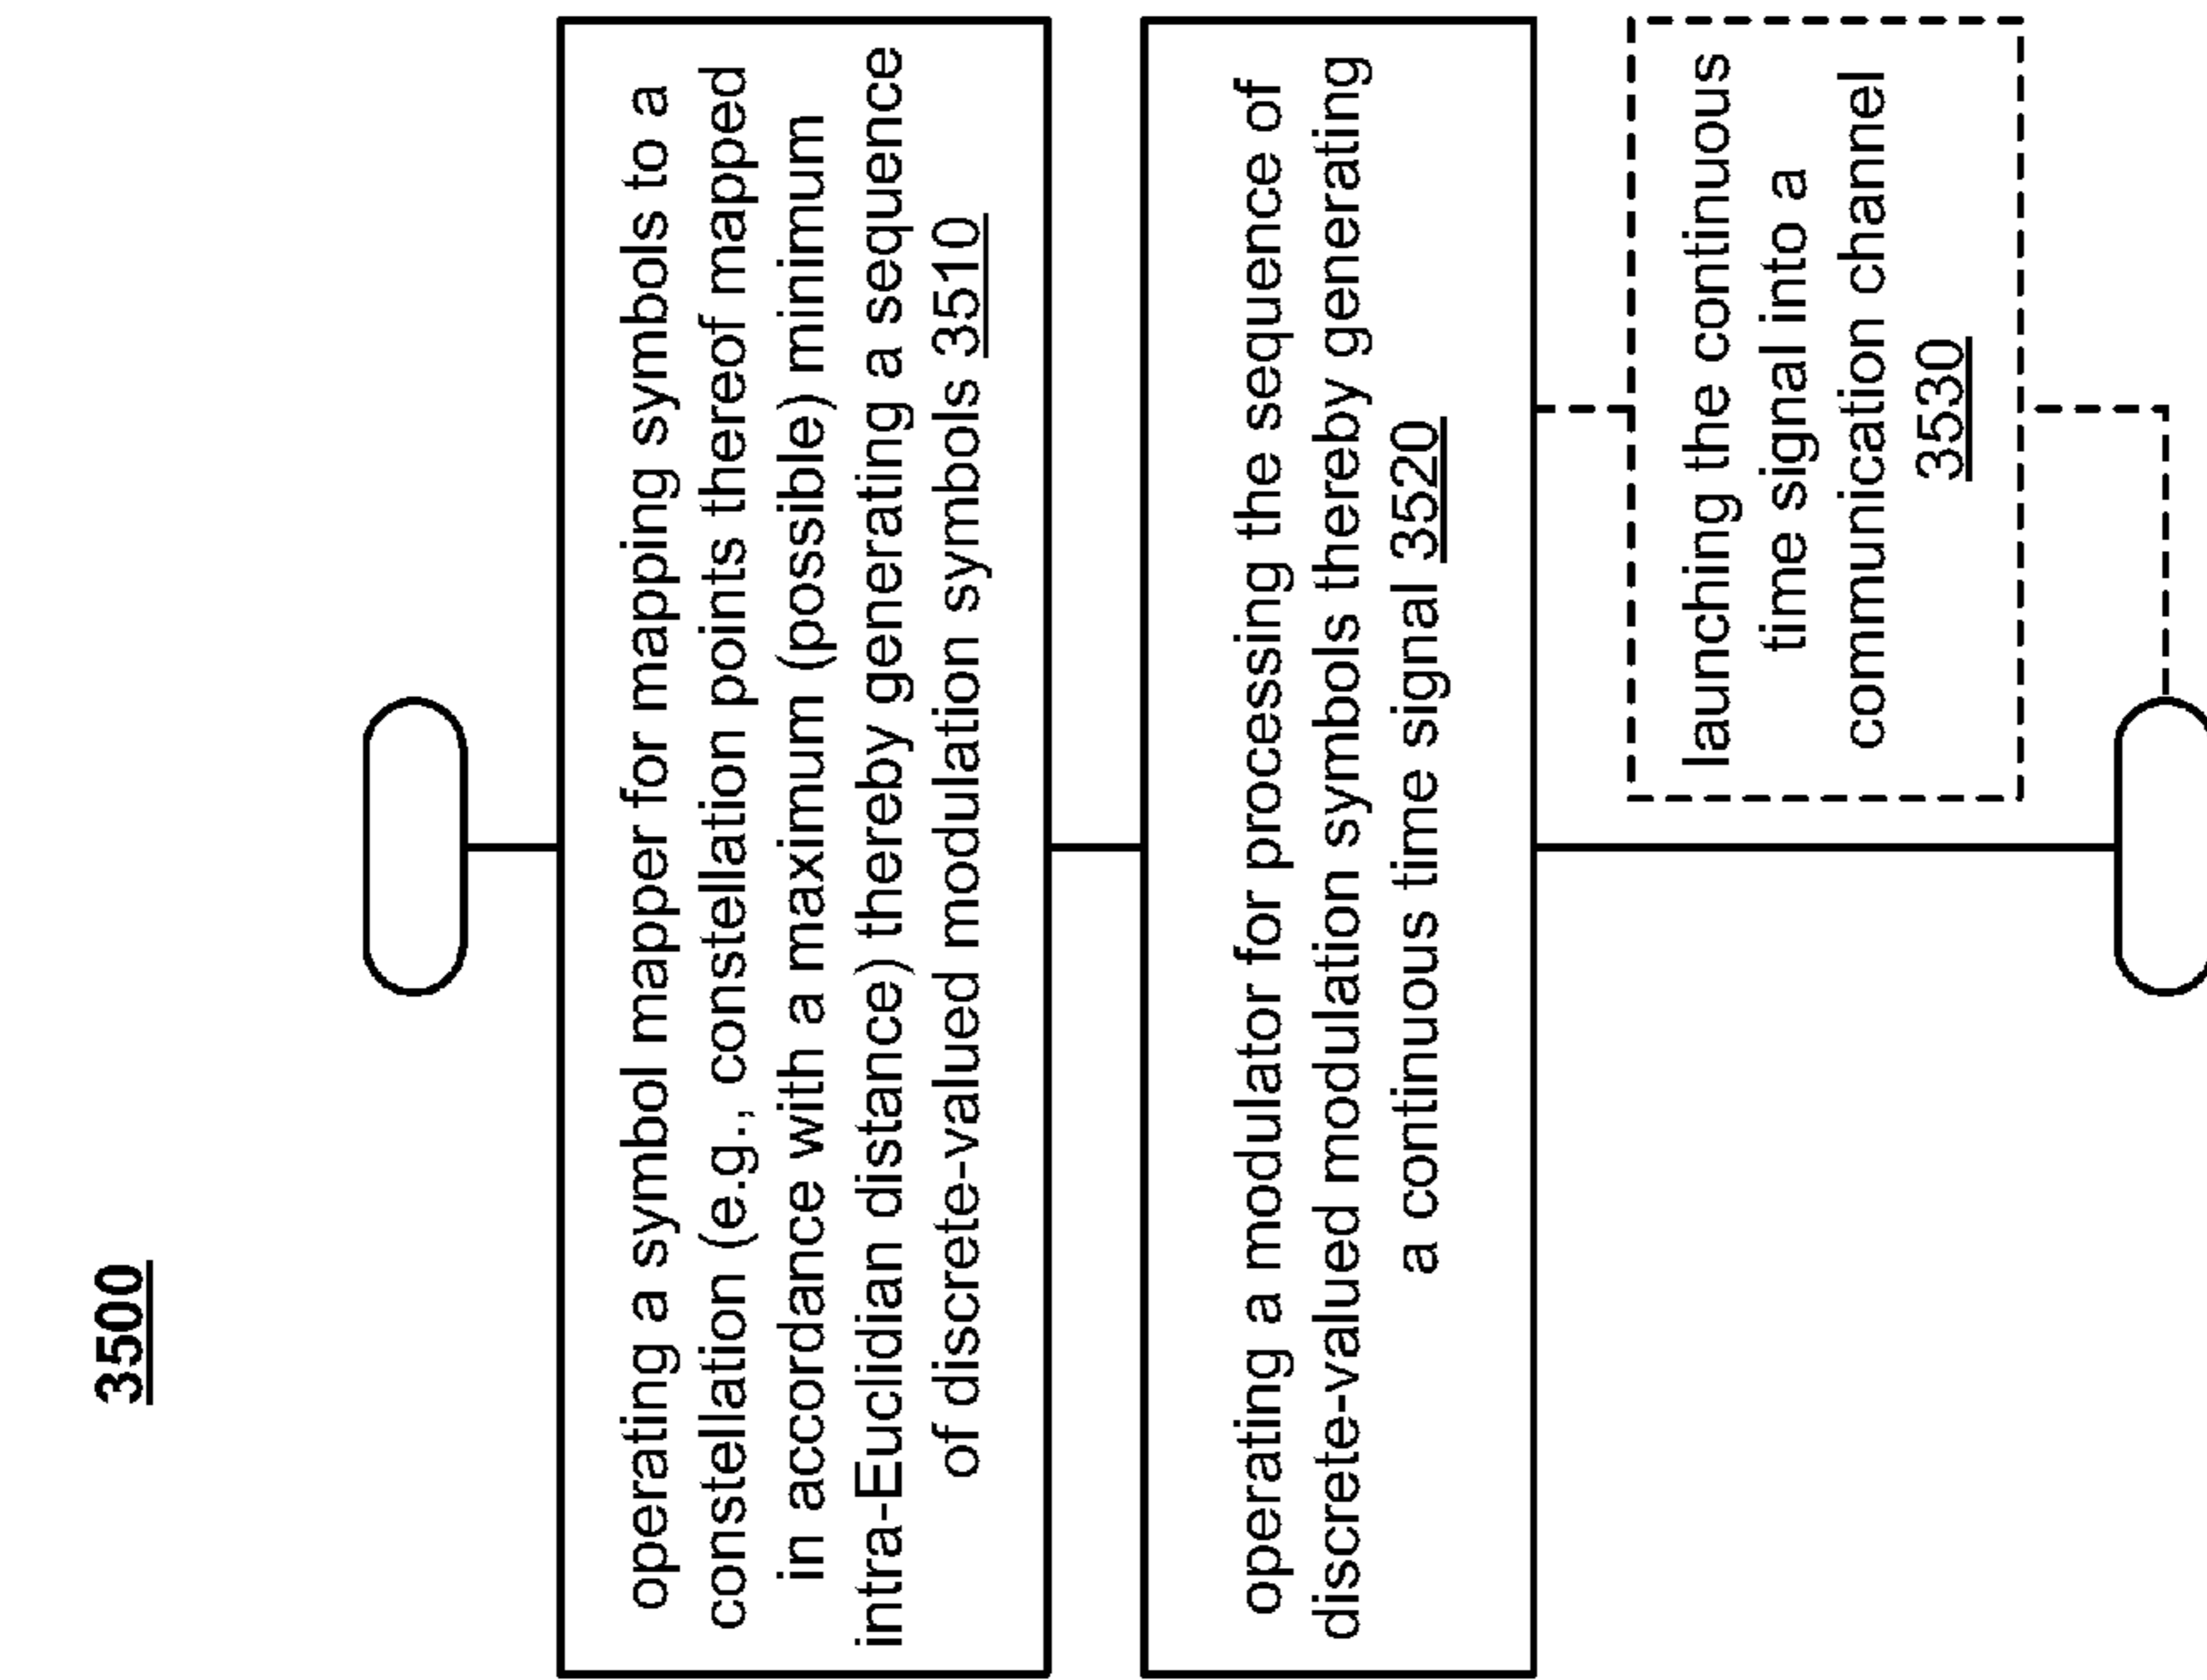 3500
operating a symbol mapper for mapping symbols to a
constellation (e.g., constellation points thereof mapped
in accordance with a maximum (possible) minimum
intra-Euclidian distance) thereby generating a sequence
of discrete-valued modulation symbols 3510
operating a modulator for processing the sequence of
discrete-valued modulation symbols thereby generating
a continuous time signal 3520
launching the continuous
time signal into a
communication channel
3530